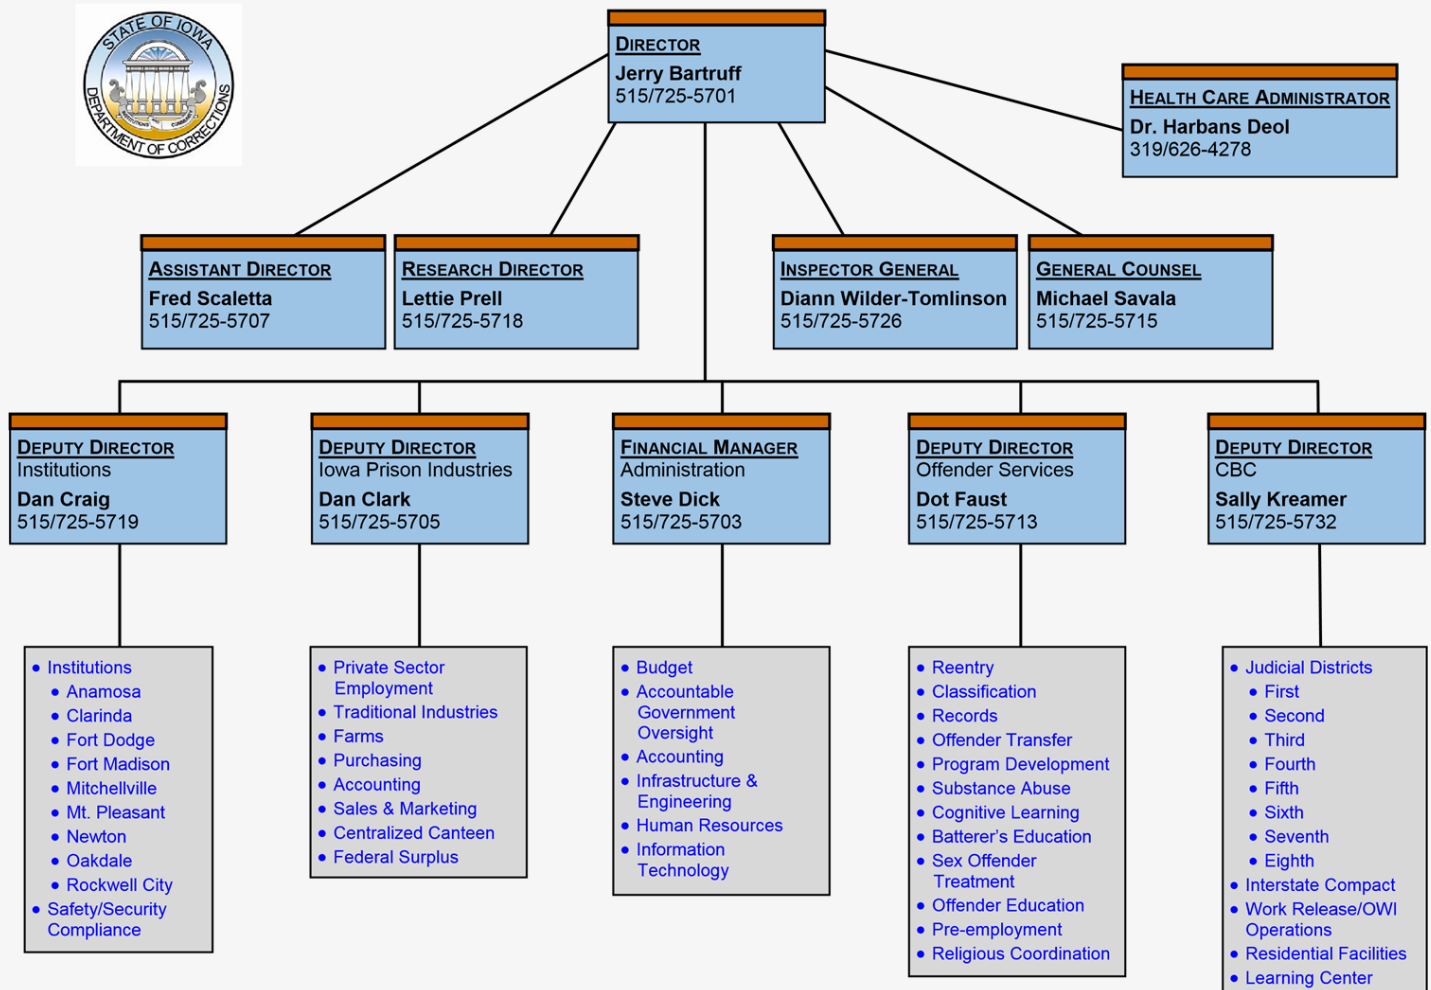 STATE OF IOWA
DEPARTMENT OF CORRECTIONS
DIRECTOR
Jerry Bartruff
515/725-5701
HEALTH CARE ADMINISTRATOR
Dr. Harbans Deol
319/626-4278
ASSISTANT DIRECTOR
Fred Scaletta
515/725-5707
RESEARCH DIRECTOR
Lettie Prell
515/725-5718
INSPECTOR GENERAL
Diann Wilder-Tomlinson
515/725-5726
GENERAL COUNSEL
Michael Savala
515/725-5715
DEPUTY DIRECTOR
Institutions
Dan Craig
515/725-5719
DEPUTY DIRECTOR
Iowa Prison Industries
Dan Clark
515/725-5705
FINANCIAL MANAGER
Administration
Steve Dick
515/725-5703
DEPUTY DIRECTOR
Offender Services
Dot Faust
515/725-5713
DEPUTY DIRECTOR
CBC
Sally Kreamer
515/725-5732
• Institutions
• Anamosa
• Clarinda
• Fort Dodge
• Fort Madison
• Mitchellville
• Mt. Pleasant
• Newton
• Oakdale
• Rockwell City
• Safety/Security
Compliance
• Private Sector
Employment
• Traditional Industries
• Farms
• Purchasing
• Accounting
• Sales & Marketing
• Centralized Canteen
• Federal Surplus
• Budget
• Accountable
Government
Oversight
• Accounting
• Infrastructure &
Engineering
• Human Resources
• Information
Technology
• Reentry
• Classification
• Records
• Offender Transfer
• Program Development
• Substance Abuse
• Cognitive Learning
• Batterer's Education
• Sex Offender
Treatment
• Offender Education
• Pre-employment
• Religious Coordination
• Judicial Districts
• First
• Second
• Third
• Fourth
• Fifth
• Sixth
• Seventh
• Eighth
• Interstate Compact
• Work Release/OWI
Operations
• Residential Facilities
• Learning Center